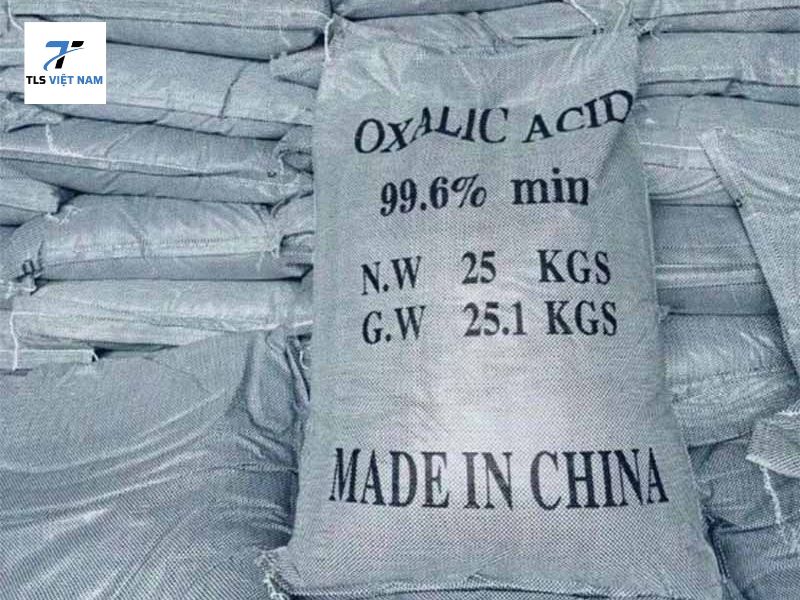 TLS VIỆT NAM
OXALIC ACID
99.6% min
N.W 25 KGS
G.W 25.1 KGS
MADE IN CHINA